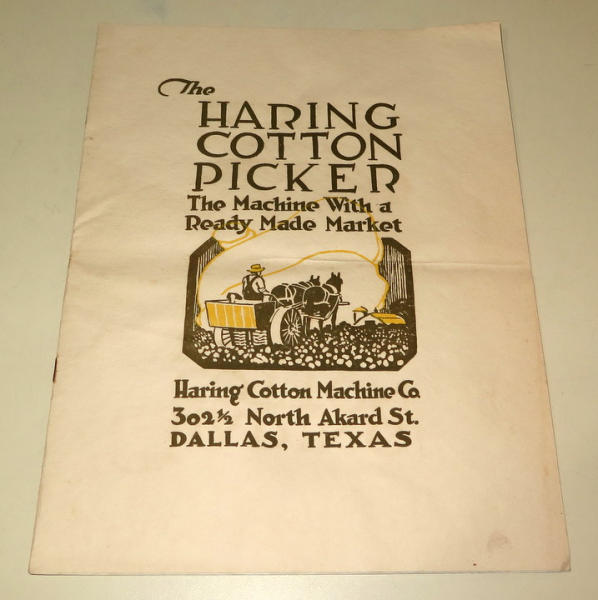 The
HARING
COTTON
PICKER
The Machine With a
Ready Made Market
Haring Cotton Machine Co.
302½ North Akard St.
DALLAS, TEXAS